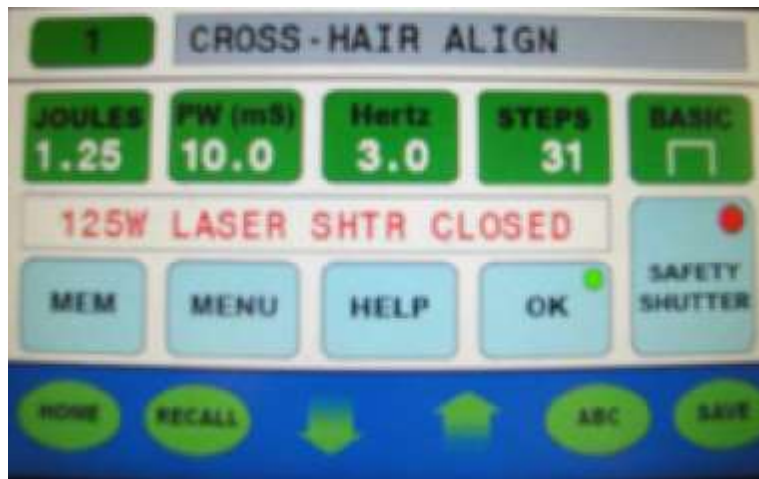 1 CROSS-HAIR ALIGN
JOULES PW (mS) Hertz STEPS BASIC
1.25 10.0 3.0 31
125W LASER SHTR CLOSED
SAFETY SHUTTER
MEM MENU HELP OK
HOME RECALL ABC SAVE